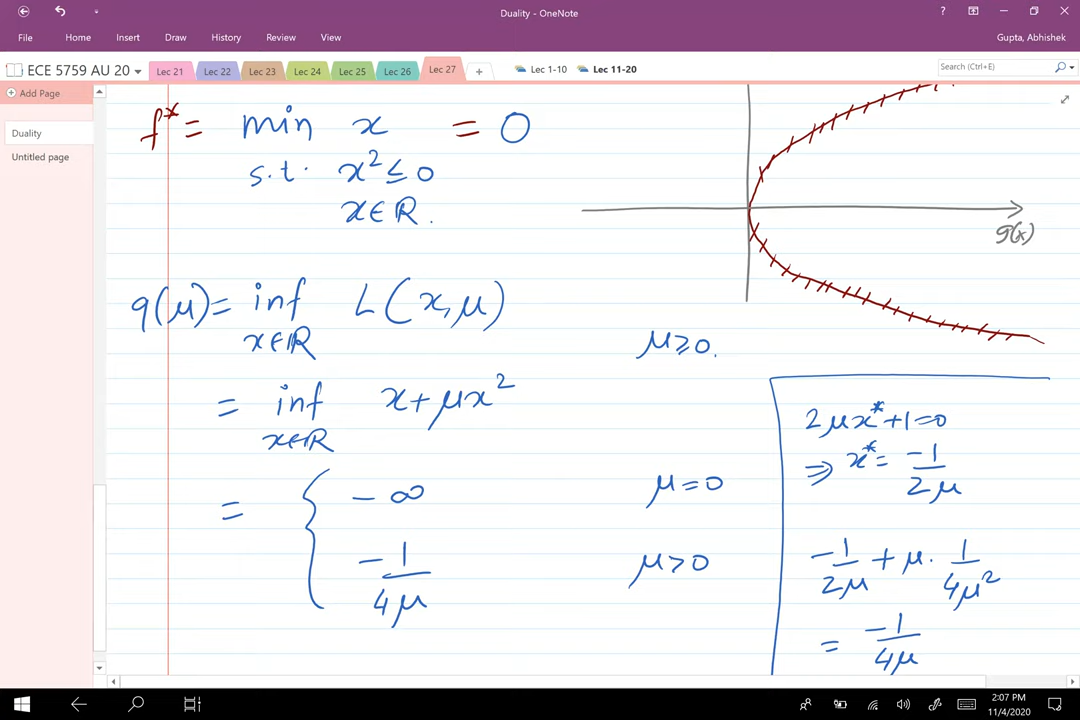 Duality - OneNote
?
File Home Insert Draw History Review View
Gupta, Abhishek
ECE 5759 AU 20
Lec 21 Lec 22 Lec 23 Lec 24 Lec 25 Lec 26 Lec 27 + Lec 1-10 Lec 11-20
Search (Ctrl+E)
Add Page
Duality
Untitled page
f* = min x = 0
s.t. x² ≤ 0
x∈ℝ.
g(x)
q(μ) = inf L(x,μ)
x∈ℝ
μ≥0.
= inf x+μx²
x∈ℝ
= { -∞ μ=0
-1/4μ μ>0
2μx*+1=0
⇒ x* = -1/2μ
-1/2μ + μ. 1/4μ²
= -1/4μ
2:07 PM
11/4/2020